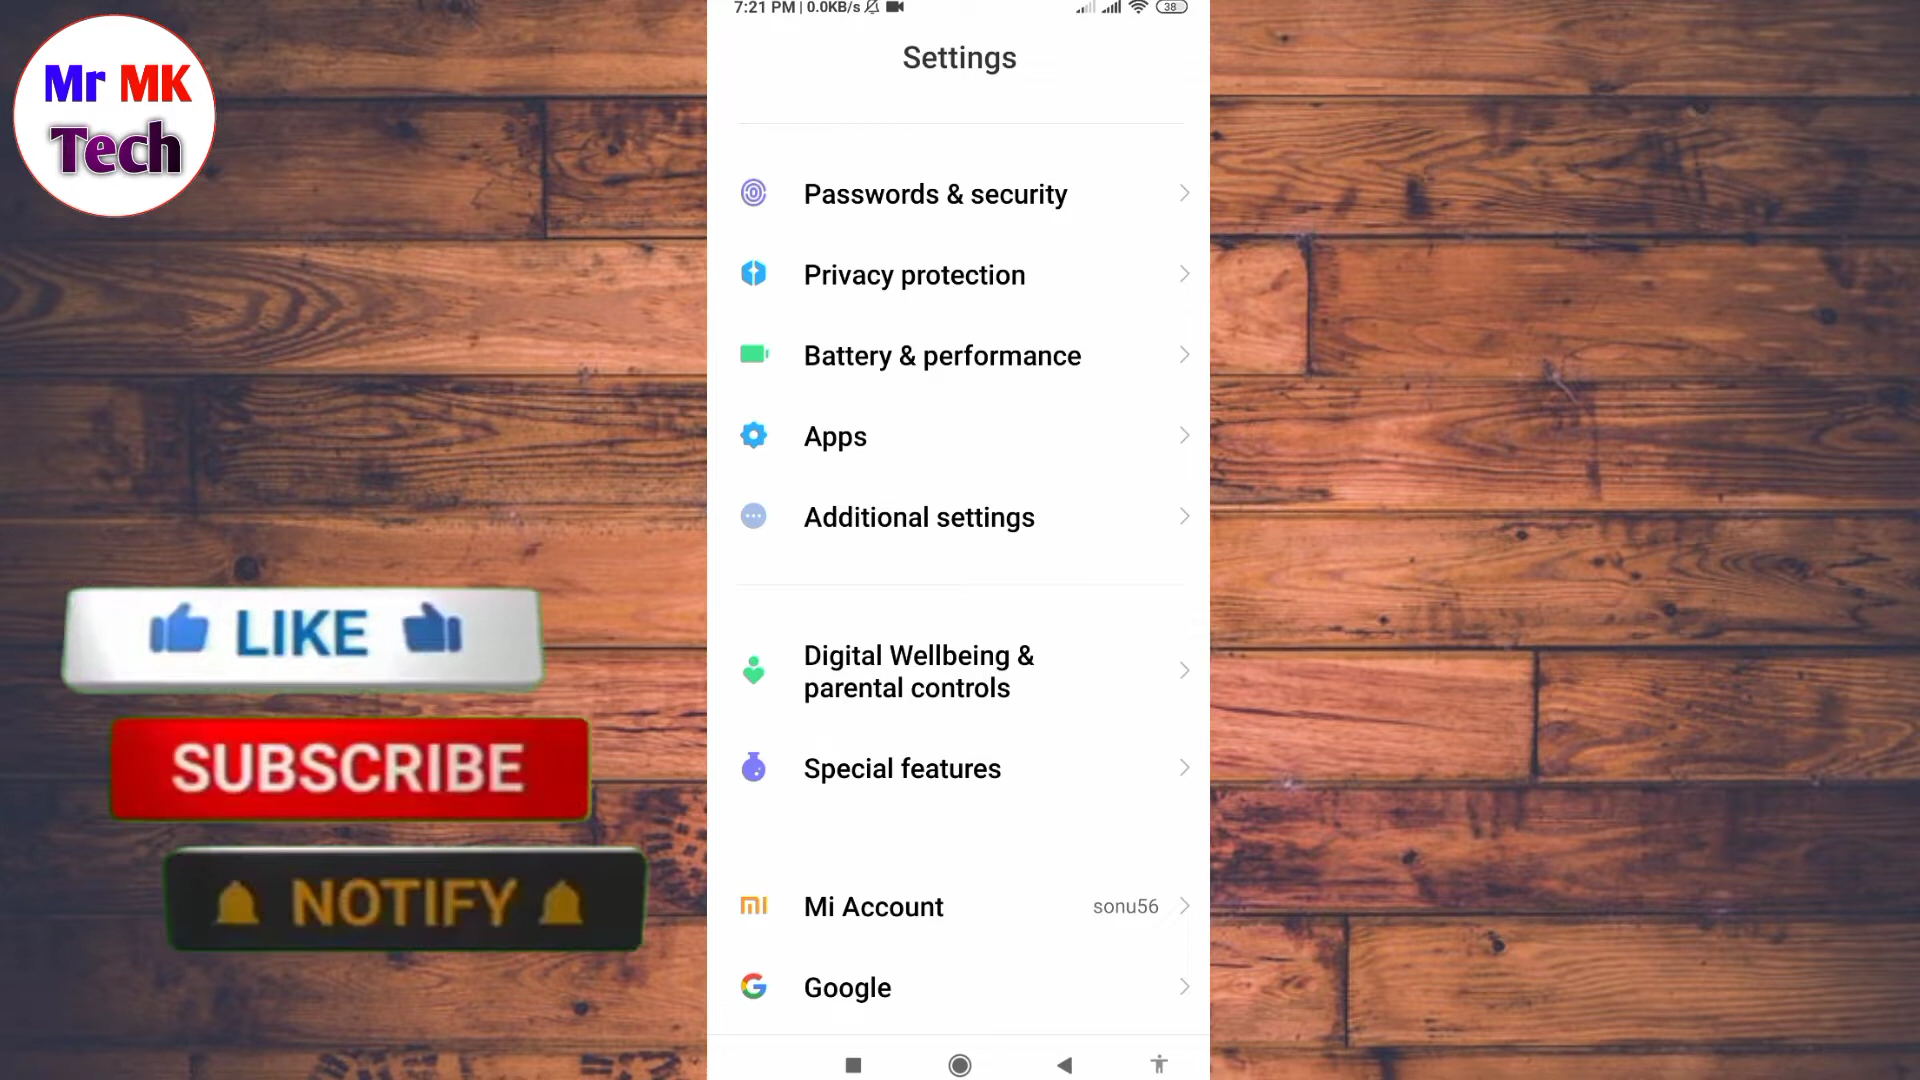 Mr MK
Tech
7:21 PM | 0.0KB/s
38
Settings
Passwords & security
Privacy protection
Battery & performance
Apps
Additional settings
Digital Wellbeing &
parental controls
Special features
Mi Account
sonu56
Google
LIKE
SUBSCRIBE
NOTIFY